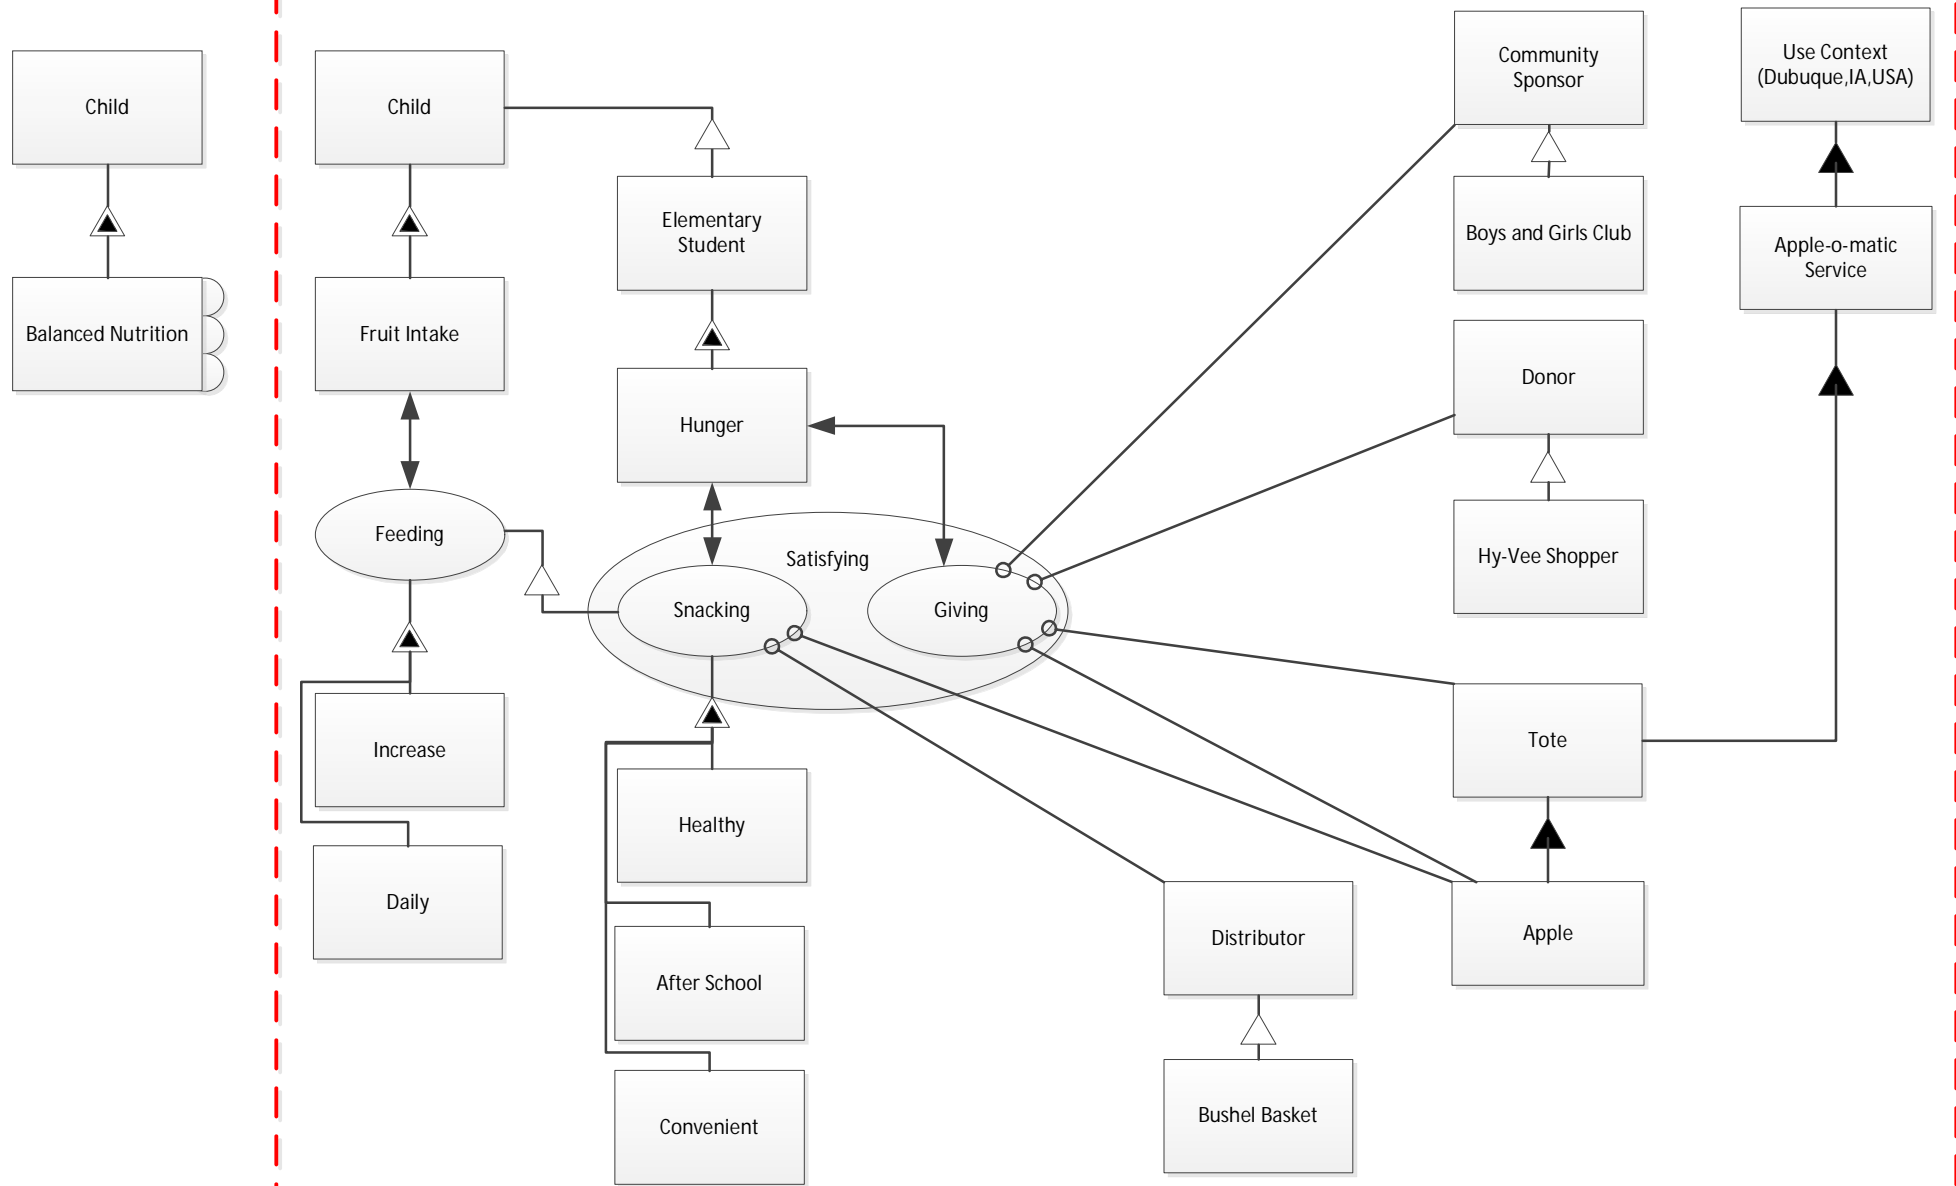 Child
Balanced Nutrition
Child
Fruit Intake
Feeding
Increase
Daily
Elementary
Student
Hunger
Satisfying
Snacking
Giving
Healthy
After School
Convenient
Community
Sponsor
Boys and Girls Club
Donor
Hy-Vee Shopper
Tote
Apple
Distributor
Bushel Basket
Use Context
(Dubuque,IA,USA)
Apple-o-matic
Service